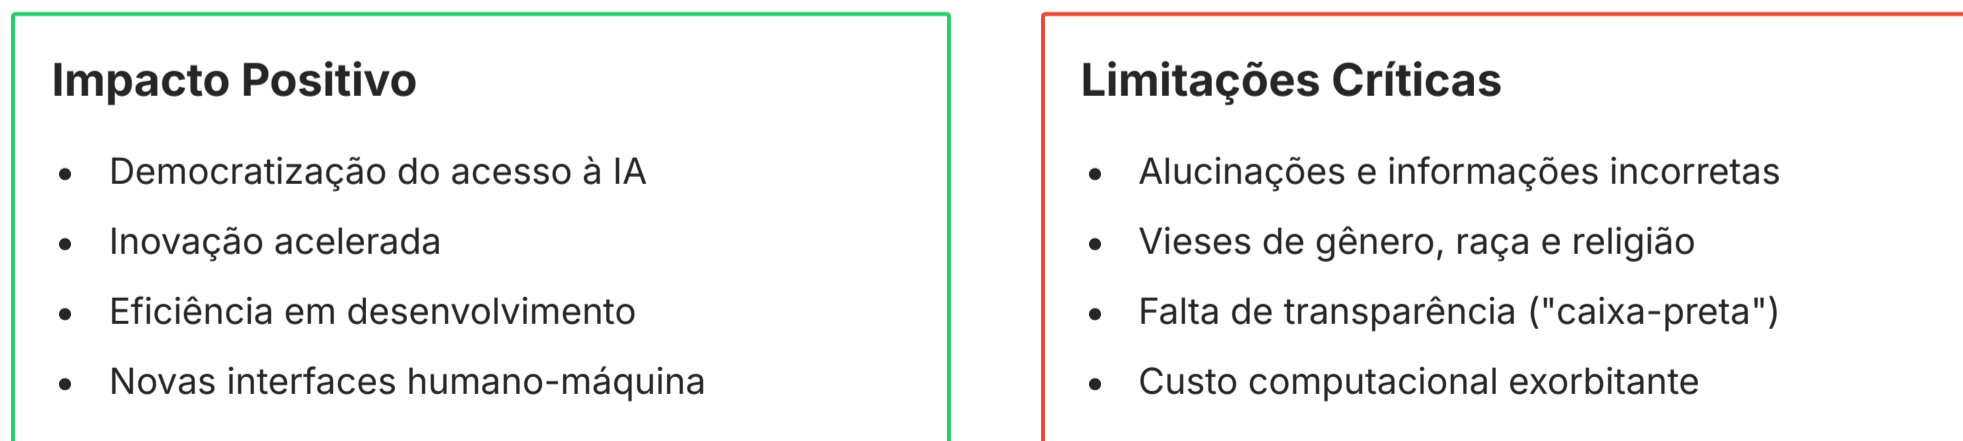 Impacto Positivo
• Democratização do acesso à IA
• Inovação acelerada
• Eficiência em desenvolvimento
• Novas interfaces humano-máquina
Limitações Críticas
• Alucinações e informações incorretas
• Vieses de gênero, raça e religião
• Falta de transparência ("caixa-preta")
• Custo computacional exorbitante